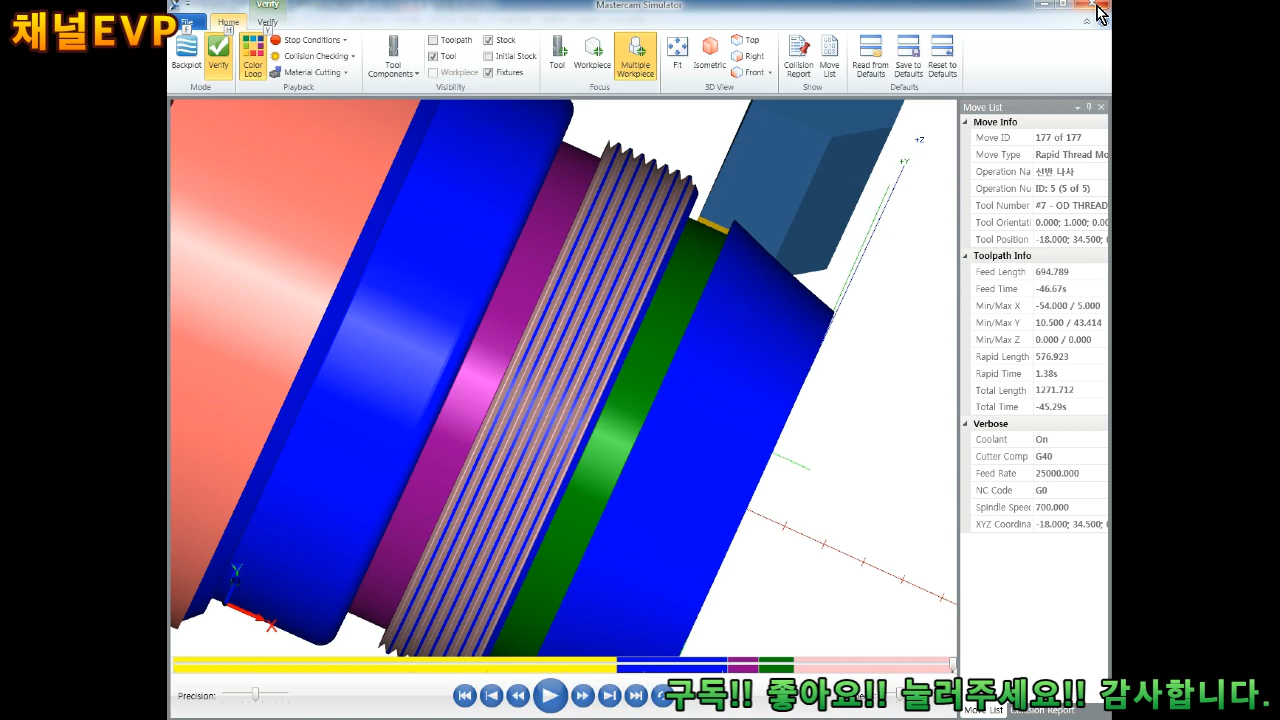 채널EVP
Mastercam Simulator
Verify
File
Home
Verify
F
H
V
Backplot
Verify
Color
Loop
Stop Conditions
Collision Checking
Material Cutting
Tool
Components
Toolpath
Tool
Workpiece
Stock
Initial Stock
Fixtures
Tool
Workpiece
Multiple
Workpiece
Fit
Isometric
Top
Right
Front
Collision
Report
Move
List
Read from
Defaults
Save to
Defaults
Reset to
Defaults
Mode
Playback
Visibility
Focus
3D View
Show
Defaults
Move List
Move Info
Move ID 177 of 177
Move Type Rapid Thread Mo
Operation Na 선반 나사
Operation Nu ID: 5 (5 of 5)
Tool Number #7 - OD THREAD
Tool Orientati 0.000; 1.000; 0.00
Tool Position -18.000; 34.500; (
Toolpath Info
Feed Length 694.789
Feed Time -46.67s
Min/Max X -54.000 / 5.000
Min/Max Y 10.500 / 43.414
Min/Max Z 0.000 / 0.000
Rapid Length 576.923
Rapid Time 1.38s
Total Length 1271.712
Total Time -45.29s
Verbose
Coolant On
Cutter Comp G40
Feed Rate 25000.000
NC Code G0
Spindle Speed 700.000
XYZ Coordina -18.000; 34.500; (
+Z
+Y
Y
X
Precision:
구독!! 좋아요!! 눌러주세요!! 감사합니다.
Move List Collision Report